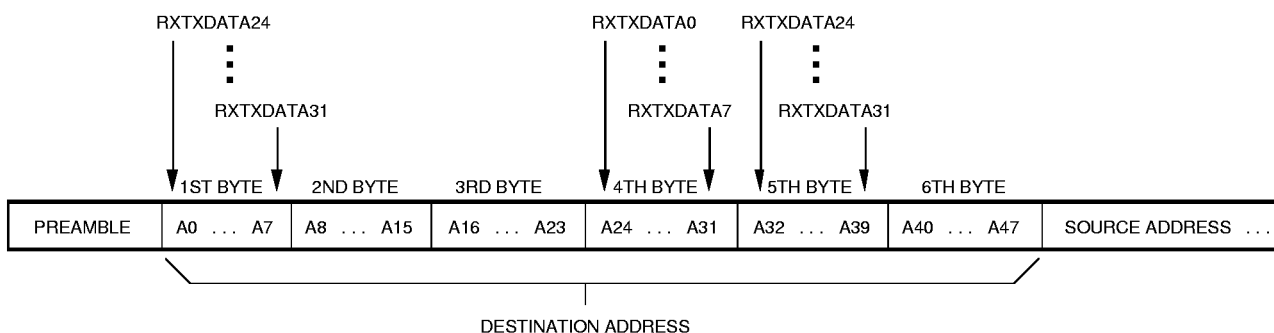 RXTXDATA24 RXTXDATA0 RXTXDATA24
RXTXDATA31 RXTXDATA7 RXTXDATA31
1ST BYTE 2ND BYTE 3RD BYTE 4TH BYTE 5TH BYTE 6TH BYTE
PREAMBLE A0 ... A7 A8 ... A15 A16 ... A23 A24 ... A31 A32 ... A39 A40 ... A47 SOURCE ADDRESS ...
DESTINATION ADDRESS